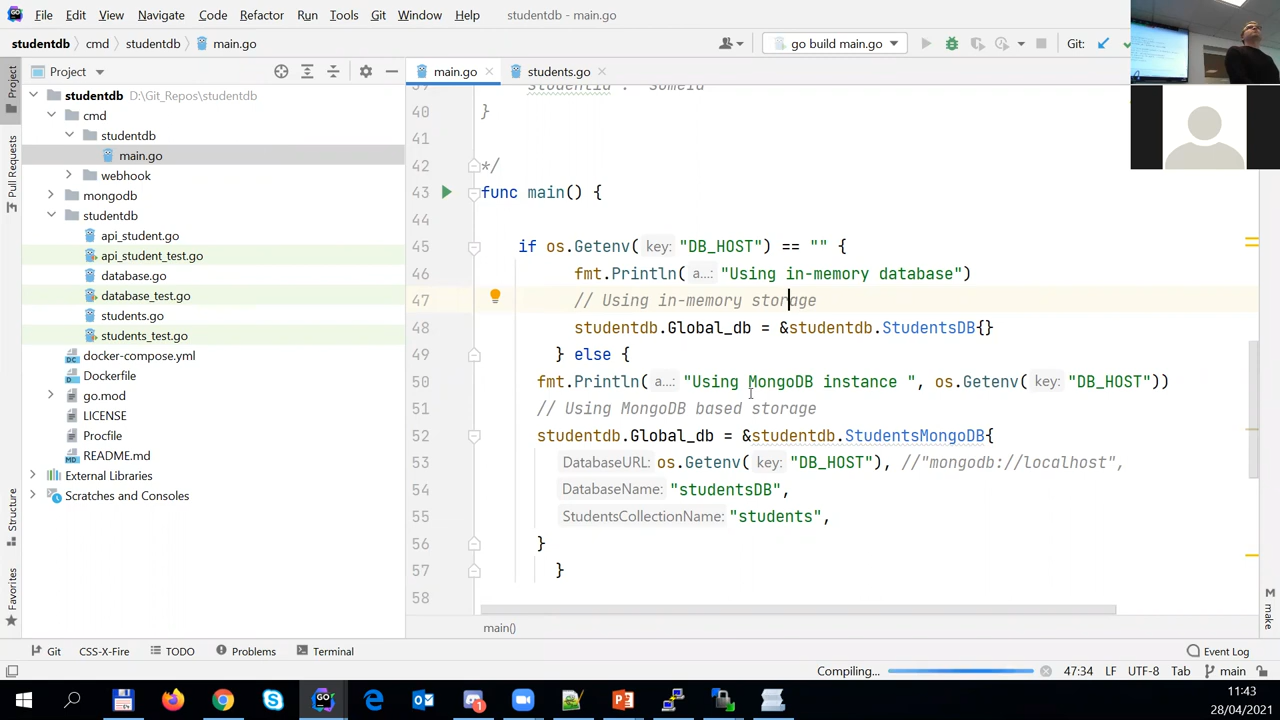 File Edit View Navigate Code Refactor Run Tools Git Window Help studentdb - main.go
studentdb cmd studentdb main.go go build main.go Git:
Project main.go students.go
studentdb D:\Git_Repos\studentdb
cmd
studentdb
main.go
webhook
mongodb
studentdb
api_student.go
api_student_test.go
database.go
database_test.go
students.go
students_test.go
docker-compose.yml
Dockerfile
go.mod
LICENSE
Procfile
README.md
External Libraries
Scratches and Consoles
Project
Pull Requests
Structure
Favorites
40 }
41
42 */
43 func main() {
44
45 if os.Getenv( key: "DB_HOST") == "" {
46 fmt.Println( a...: "Using in-memory database")
47 // Using in-memory storage
48 studentdb.Global_db = &studentdb.StudentsDB{}
49 } else {
50 fmt.Println( a...: "Using MongoDB instance ", os.Getenv( key: "DB_HOST"))
51 // Using MongoDB based storage
52 studentdb.Global_db = &studentdb.StudentsMongoDB{
53 DatabaseURL: os.Getenv( key: "DB_HOST"), //"mongodb://localhost",
54 DatabaseName: "studentsDB",
55 StudentsCollectionName: "students",
56 }
57 }
58
main()
make
Git CSS-X-Fire TODO Problems Terminal Event Log
Compiling... 47:34 LF UTF-8 Tab main
11:43
28/04/2021